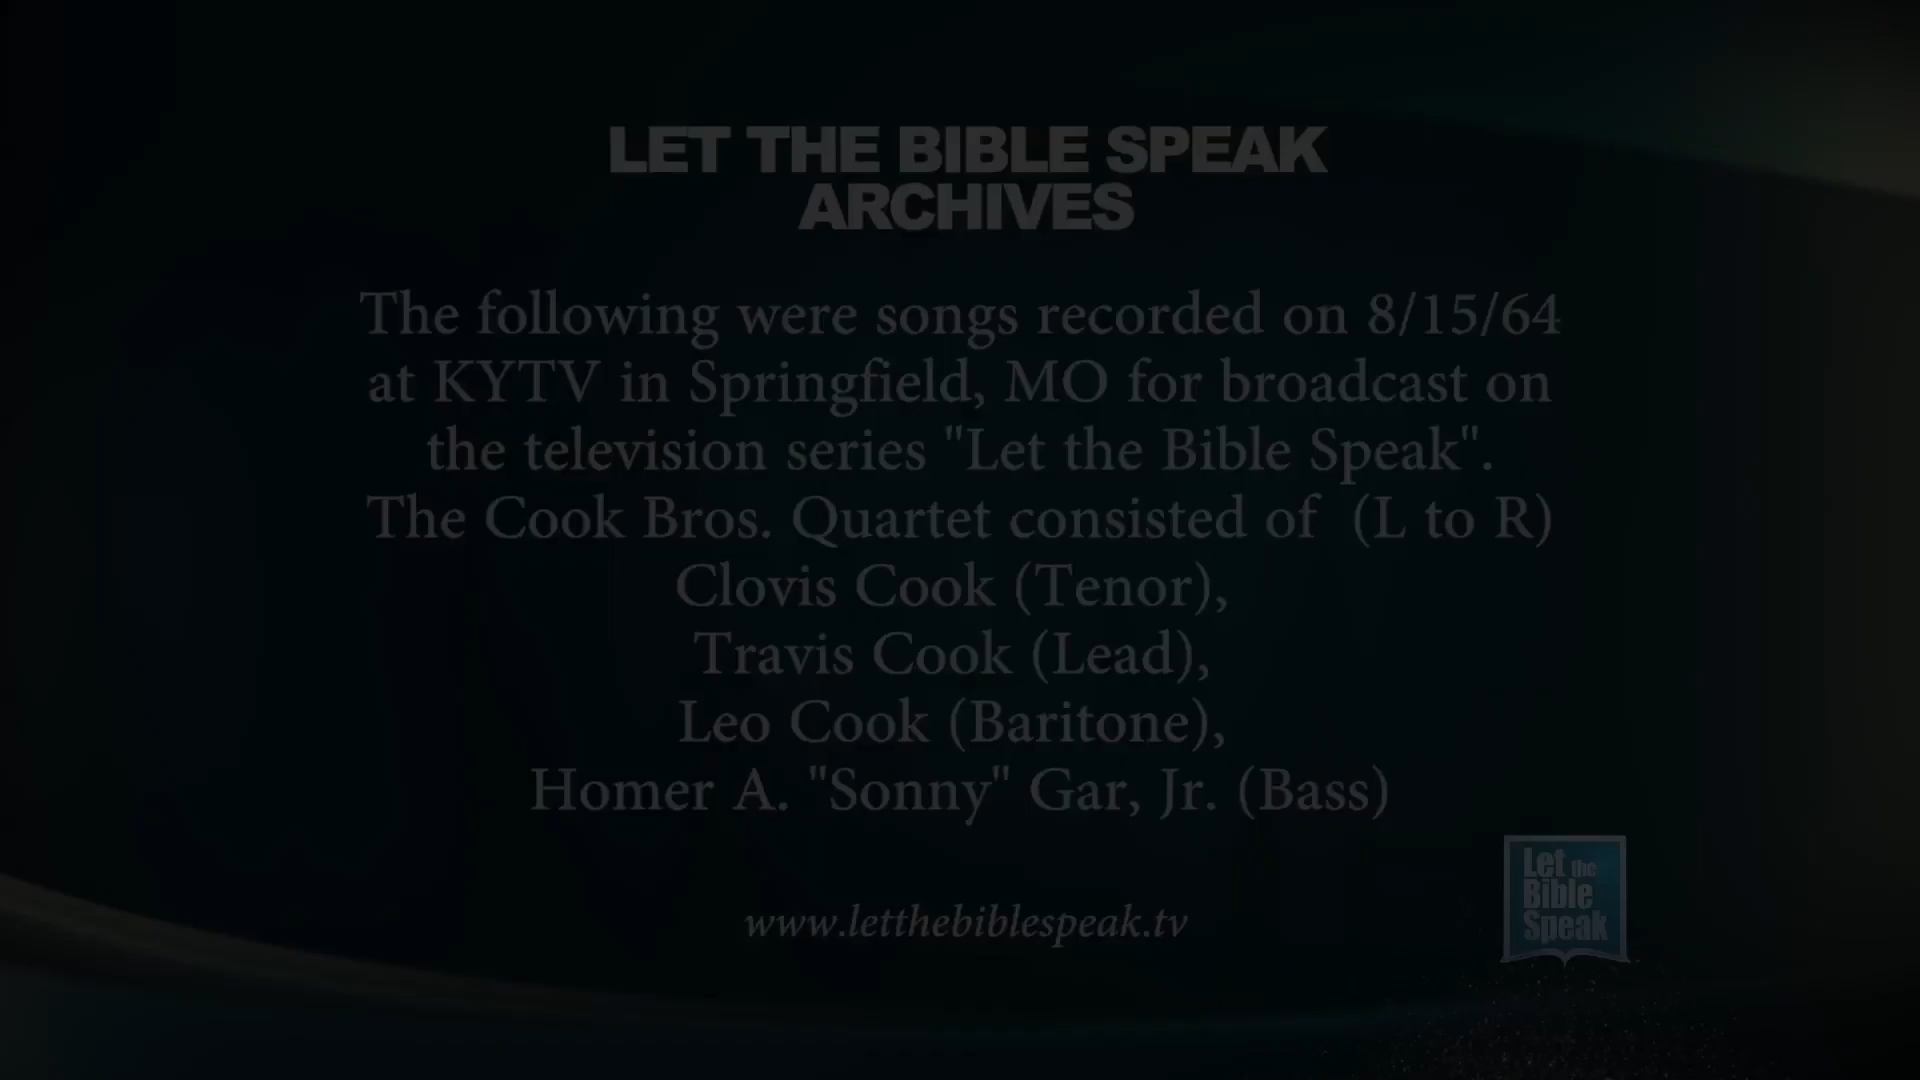 LET THE BIBLE SPEAK
ARCHIVES
The following were songs recorded on 8/15/64
at KYTV in Springfield, MO for broadcast on
the television series "Let the Bible Speak".
The Cook Bros. Quartet consisted of (L to R)
Clovis Cook (Tenor),
Travis Cook (Lead),
Leo Cook (Baritone),
Homer A. "Sonny" Gar, Jr. (Bass)
www.letthebiblespeak.tv
Let the
Bible
Speak